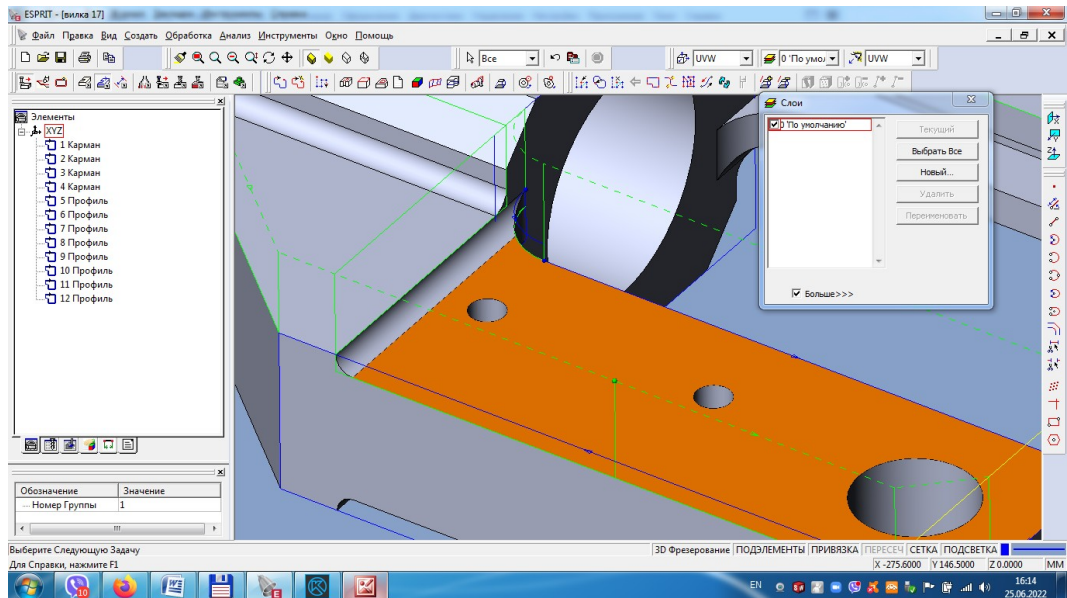 ESPRIT - [вилка 17]
Файл Правка Вид Создать Обработка Анализ Инструменты Окно Помощь
Все
UVW
0 'По умол
UVW
Элементы
XYZ
1 Карман
2 Карман
3 Карман
4 Карман
5 Профиль
6 Профиль
7 Профиль
8 Профиль
9 Профиль
10 Профиль
11 Профиль
12 Профиль
Слои
0 'По умолчанию'
Текущий
Выбрать Все
Новый...
Удалить
Переименовать
Больше>>>
Обозначение Значение
Номер Группы 1
Выберите Следующую Задачу
3D Фрезерование ПОДЭЛЕМЕНТЫ ПРИВЯЗКА ПЕРЕСЕЧ СЕТКА ПОДСВЕТКА
Для Справки, нажмите F1
X -275.6000 Y 146.5000 Z 0.0000 MM
10
EN
16:14
25.06.2022